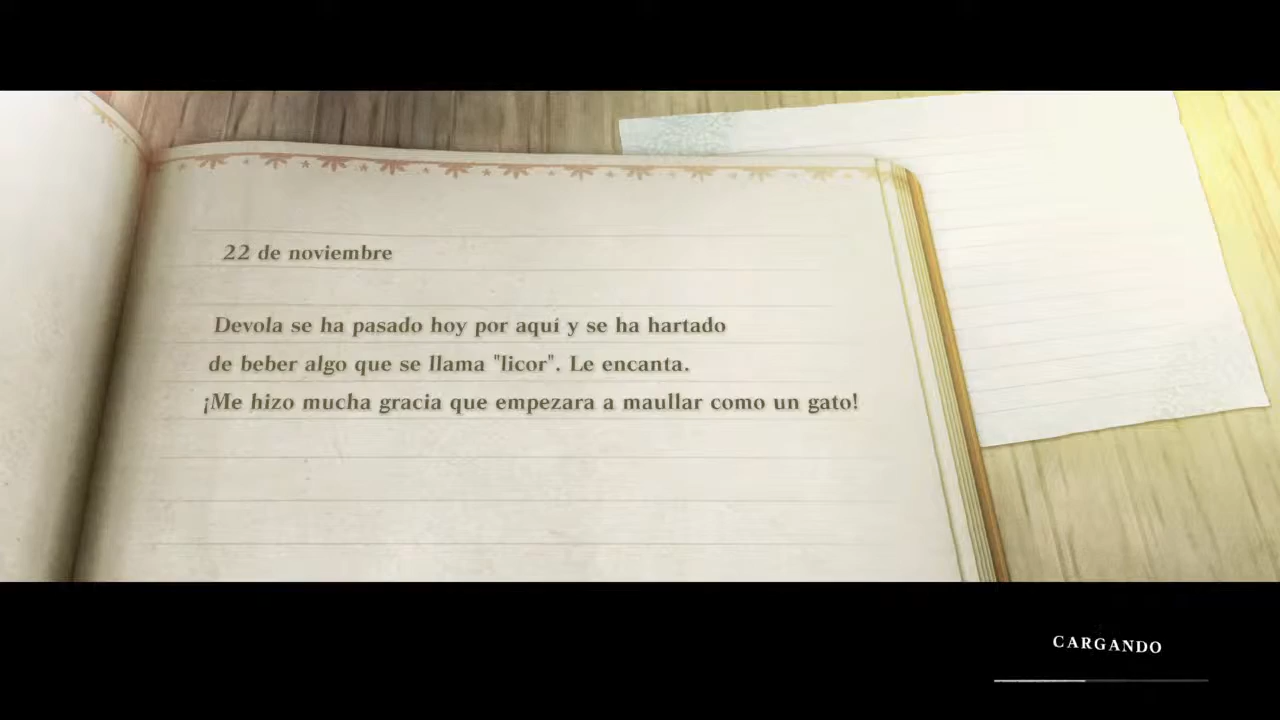 22 de noviembre
Devola se ha pasado hoy por aquí y se ha hartado
de beber algo que se llama "licor". Le encanta.
¡Me hizo mucha gracia que empezara a maullar como un gato!
CARGANDO